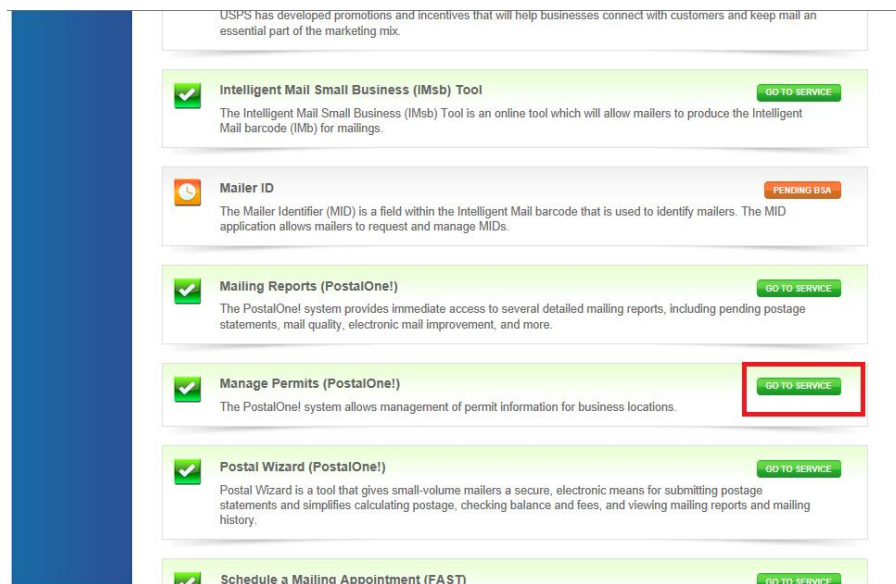 USPS has developed promotions and incentives that will help businesses connect with customers and keep mail an
essential part of the marketing mix.
Intelligent Mail Small Business (IMsb) Tool
GO TO SERVICE
The Intelligent Mail Small Business (IMsb) Tool is an online tool which will allow mailers to produce the Intelligent
Mail barcode (IMb) for mailings.
Mailer ID
PENDING BSA
The Mailer Identifier (MID) is a field within the Intelligent Mail barcode that is used to identify mailers. The MID
application allows mailers to request and manage MIDs.
Mailing Reports (PostalOne!)
GO TO SERVICE
The PostalOne! system provides immediate access to several detailed mailing reports, including pending postage
statements, mail quality, electronic mail improvement, and more.
Manage Permits (PostalOne!)
GO TO SERVICE
The PostalOne! system allows management of permit information for business locations.
Postal Wizard (PostalOne!)
GO TO SERVICE
Postal Wizard is a tool that gives small-volume mailers a secure, electronic means for submitting postage
statements and simplifies calculating postage, checking balance and fees, and viewing mailing reports and mailing
history.
Schedule a Mailing Appointment (FAST)
GO TO SERVICE